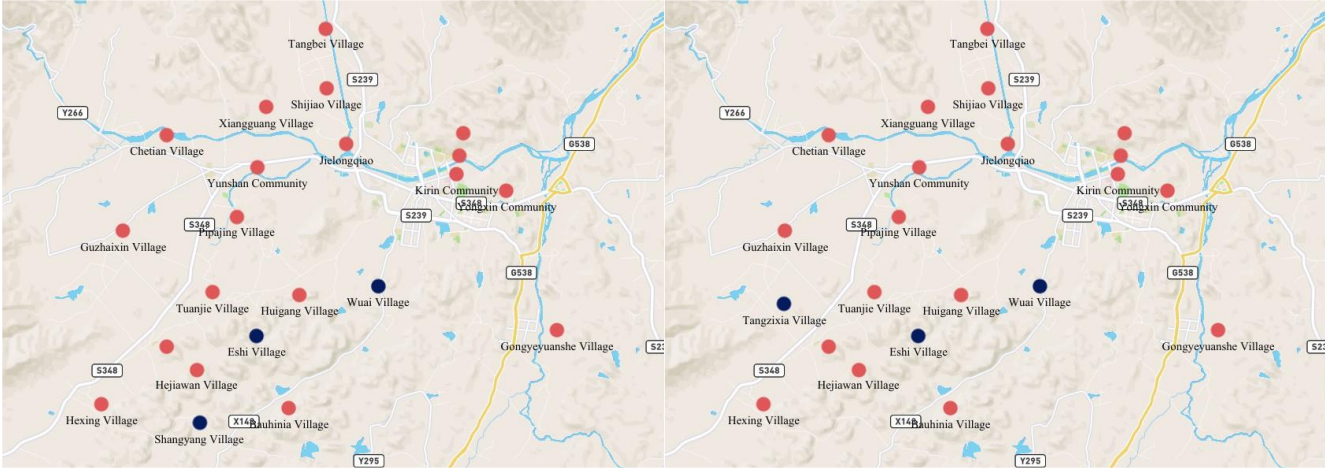 Tangbei Village
S239
Shijiao Village
Y266
Xiangguang Village
Chetian Village
Jielongqiao
G538
Yunshan Community
Kirin Community
S348
Yongxin Community
S239
S348
Pipajing Village
Guzhaixin Village
G538
Wuai Village
Tuanjie Village
Huigang Village
Gongyeyuanshe Village
Eshi Village
S23
S348
Hejiawan Village
Hexing Village
X148
Bauhinia Village
Shangyang Village
Y295
Tangbei Village
S239
Shijiao Village
Y266
Xiangguang Village
Chetian Village
Jielongqiao
G538
Yunshan Community
Kirin Community
S348
Yongxin Community
S239
S348
Pipajing Village
Guzhaixin Village
G538
Wuai Village
Tuanjie Village
Huigang Village
Tangzixia Village
Gongyeyuanshe Village
Eshi Village
S23
S348
Hejiawan Village
Hexing Village
X148
Bauhinia Village
Y295